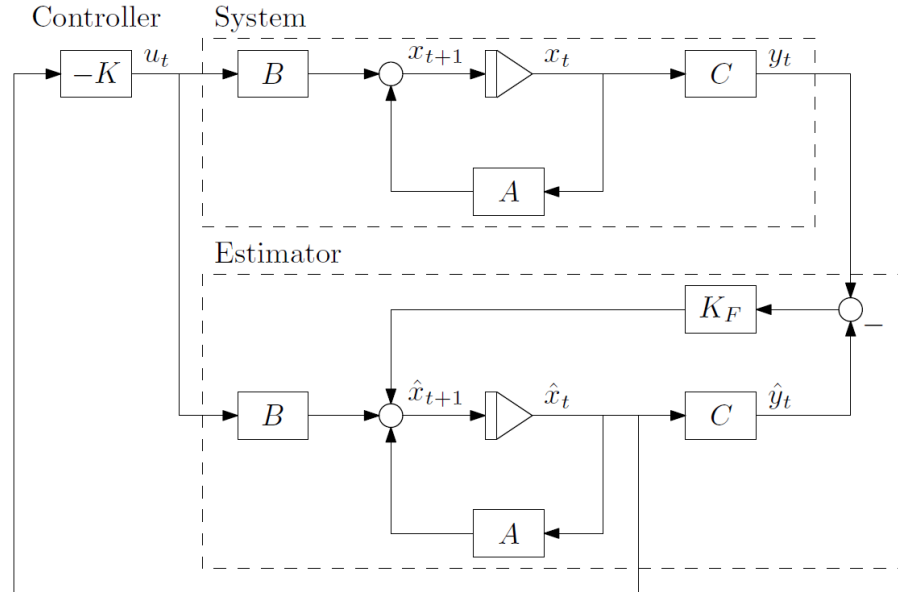 Controller System
−K u_t B x_{t+1} x_t C y_t
A
Estimator
K_F
−
B x̂_{t+1} x̂_t C ŷ_t
A